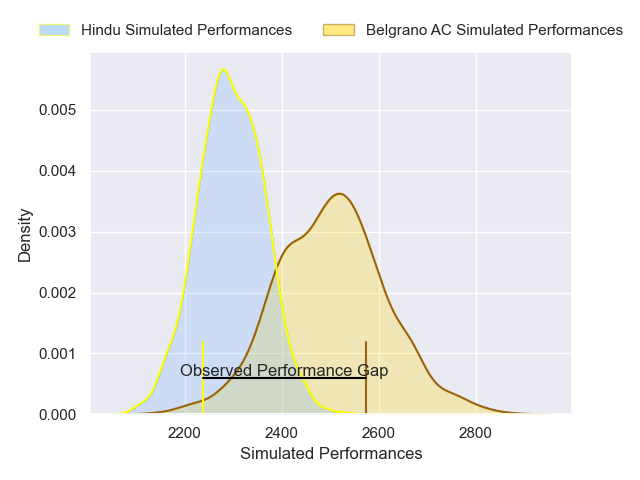 Hindu Simulated Performances
Belgrano AC Simulated Performances
Density
0.005
0.004
0.003
0.002
0.001
0.000
Observed Performance Gap
2200 2400 2600 2800
Simulated Performances